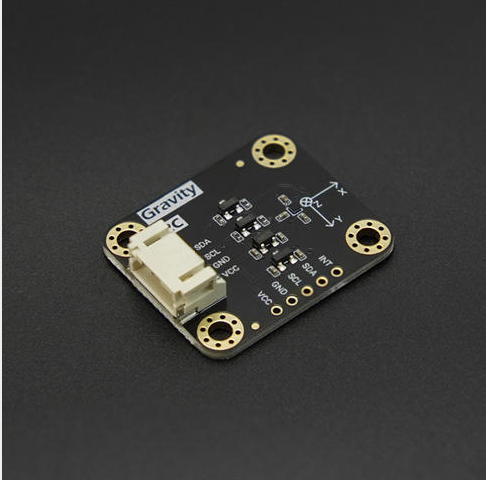 Gravity
SDA
SCL
GND
VCC
X
Z
Y
INT
SDA
SCL
GND
VCC